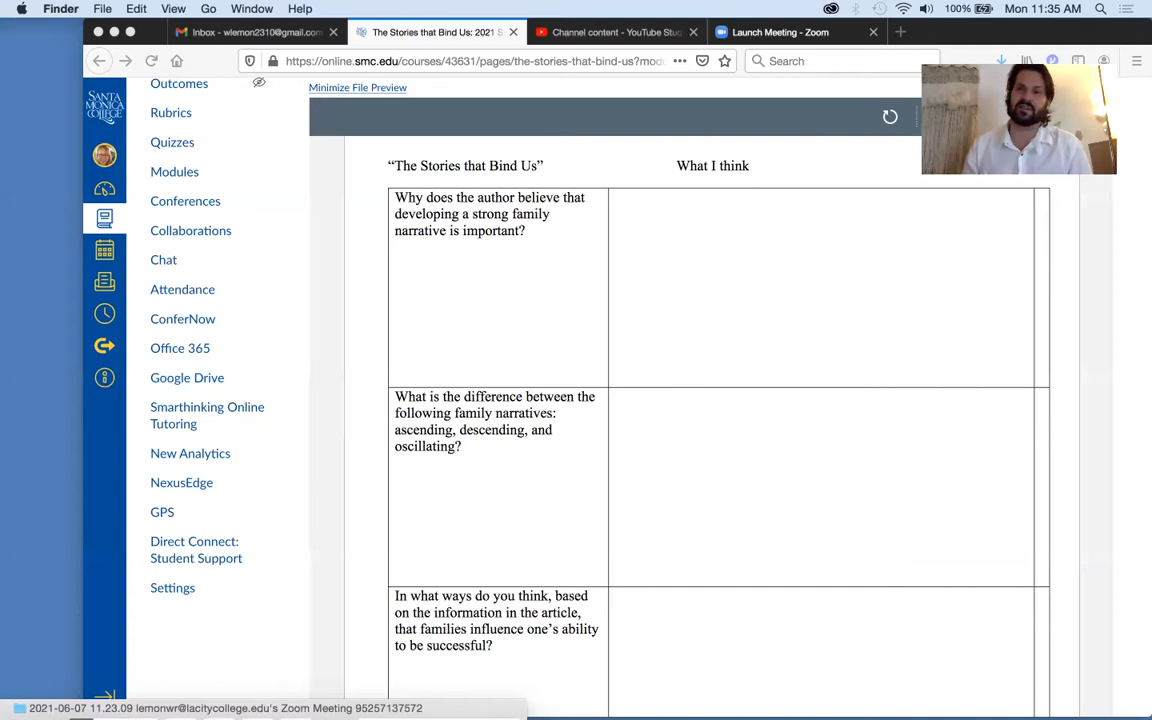 Finder File Edit View Go Window Help 100% Mon 11:35 AM
Inbox - wlemon2310@gmail.com
The Stories that Bind Us: 2021 S
Channel content - YouTube Stu
Launch Meeting - Zoom
https://online.smc.edu/courses/43631/pages/the-stories-that-bind-us?mod
Search
SANTA
MONICA
COLLEGE
Outcomes
Rubrics
Quizzes
Modules
Conferences
Collaborations
Chat
Attendance
ConferNow
Office 365
Google Drive
Smarthinking Online
Tutoring
New Analytics
NexusEdge
GPS
Direct Connect:
Student Support
Settings
Minimize File Preview
“The Stories that Bind Us” What I think
Why does the author believe that
developing a strong family
narrative is important?
What is the difference between the
following family narratives:
ascending, descending, and
oscillating?
In what ways do you think, based
on the information in the article,
that families influence one’s ability
to be successful?
2021-06-07 11.23.09 lemonwr@lacitycollege.edu's Zoom Meeting 95257137572